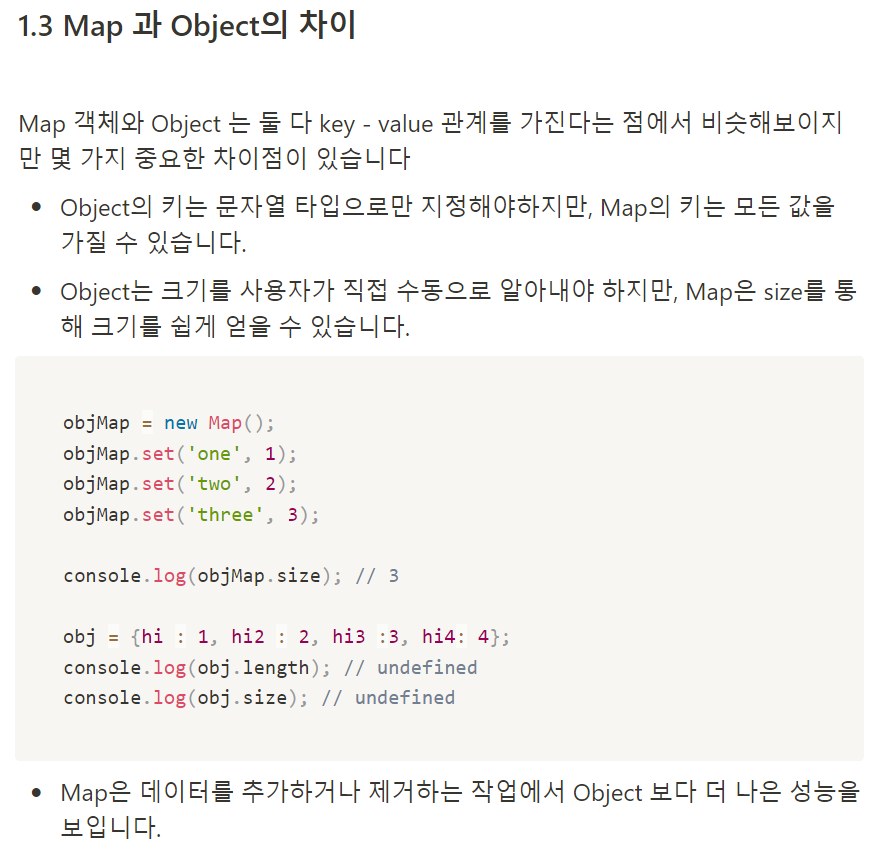 1.3 Map 과 Object의 차이
Map 객체와 Object 는 둘 다 key - value 관계를 가진다는 점에서 비슷해보이지
만 몇 가지 중요한 차이점이 있습니다
• Object의 키는 문자열 타입으로만 지정해야하지만, Map의 키는 모든 값을
가질 수 있습니다.
• Object는 크기를 사용자가 직접 수동으로 알아내야 하지만, Map은 size를 통
해 크기를 쉽게 얻을 수 있습니다.
objMap = new Map();
objMap.set('one', 1);
objMap.set('two', 2);
objMap.set('three', 3);
console.log(objMap.size); // 3
obj = {hi : 1, hi2 : 2, hi3 :3, hi4: 4};
console.log(obj.length); // undefined
console.log(obj.size); // undefined
• Map은 데이터를 추가하거나 제거하는 작업에서 Object 보다 더 나은 성능을
보입니다.